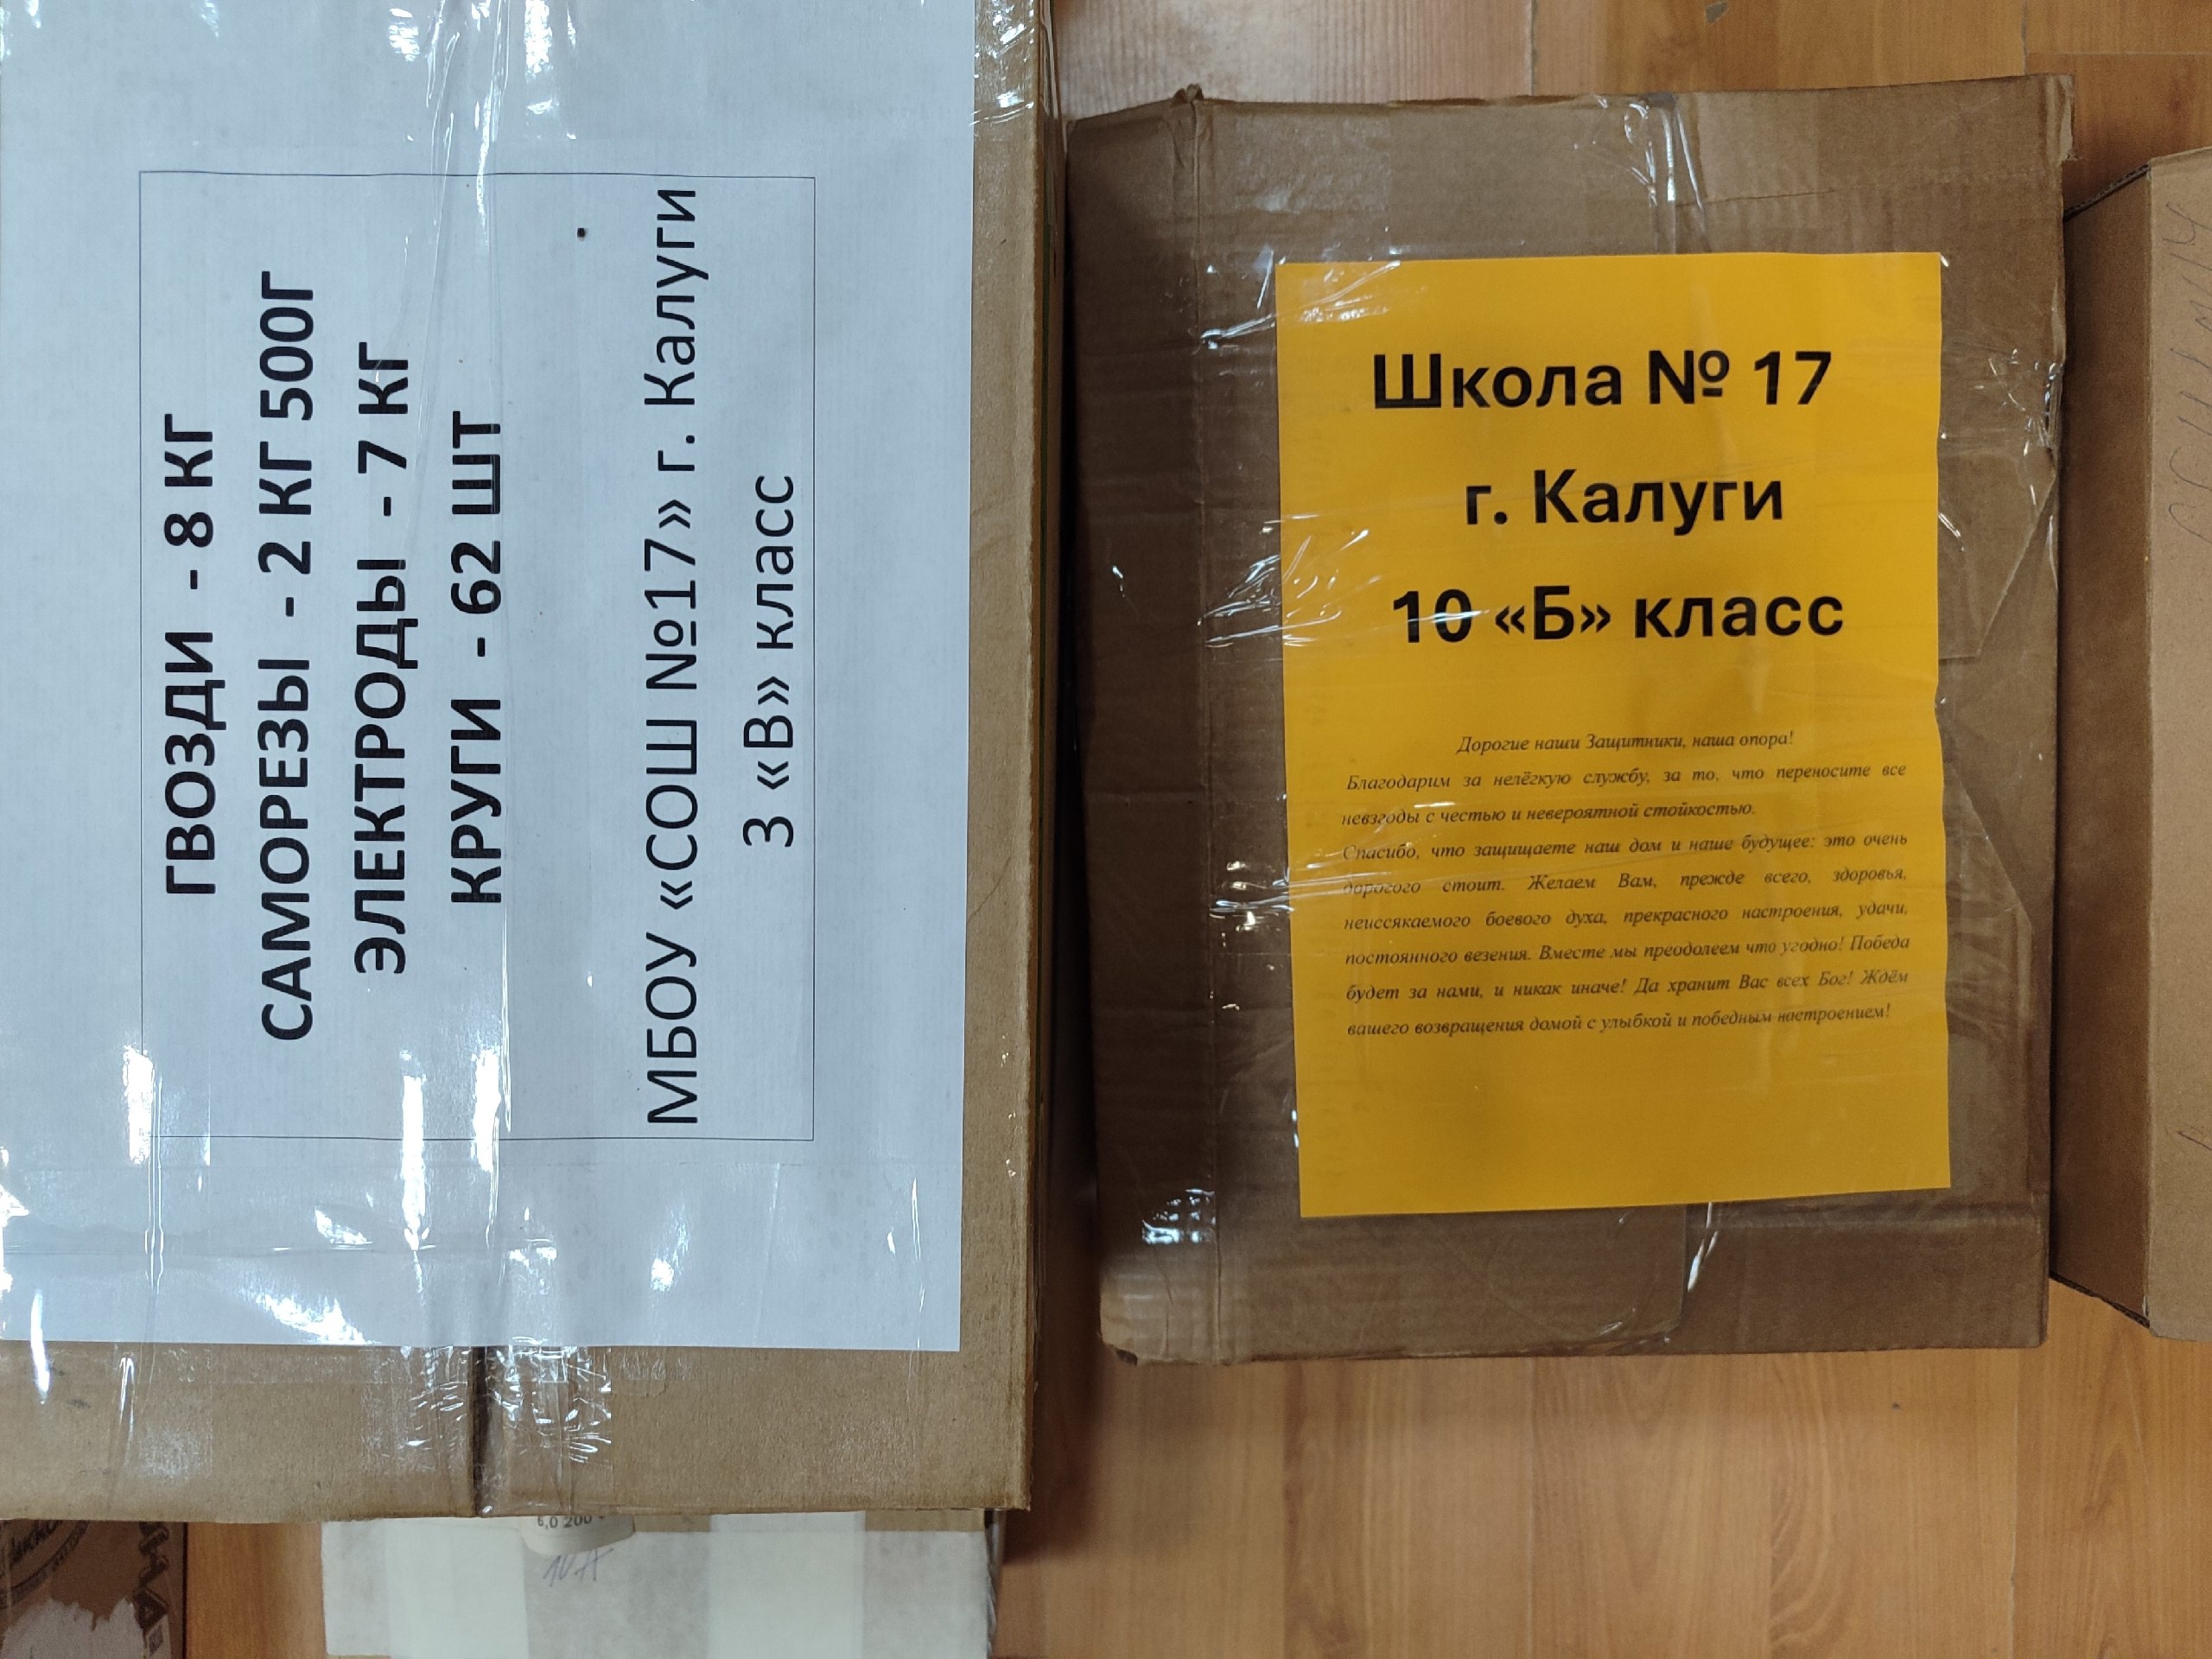 ГВОЗДИ - 8 КГ
САМОРЕЗЫ - 2 КГ 500Г
ЭЛЕКТРОДЫ - 7 КГ
КРУГИ - 62 ШТ
МБОУ «СОШ №17» г. Калуги
3 «В» класс
Школа № 17
г. Калуги
10 «Б» класс
Дорогие наши Защитники, наша опора!
Благодарим за нелёгкую службу, за то, что переносите все
невзгоды с честью и невероятной стойкостью.
Спасибо, что защищаете наш дом и наше будущее: это очень
дорогого стоит. Желаем Вам, прежде всего, здоровья,
неиссякаемого боевого духа, прекрасного настроения, удачи,
постоянного везения. Вместе мы преодолеем что угодно! Победа
будет за нами, и никак иначе! Да хранит Вас всех Бог! Ждём
вашего возвращения домой с улыбкой и победным настроением!
6,0 200
10 А